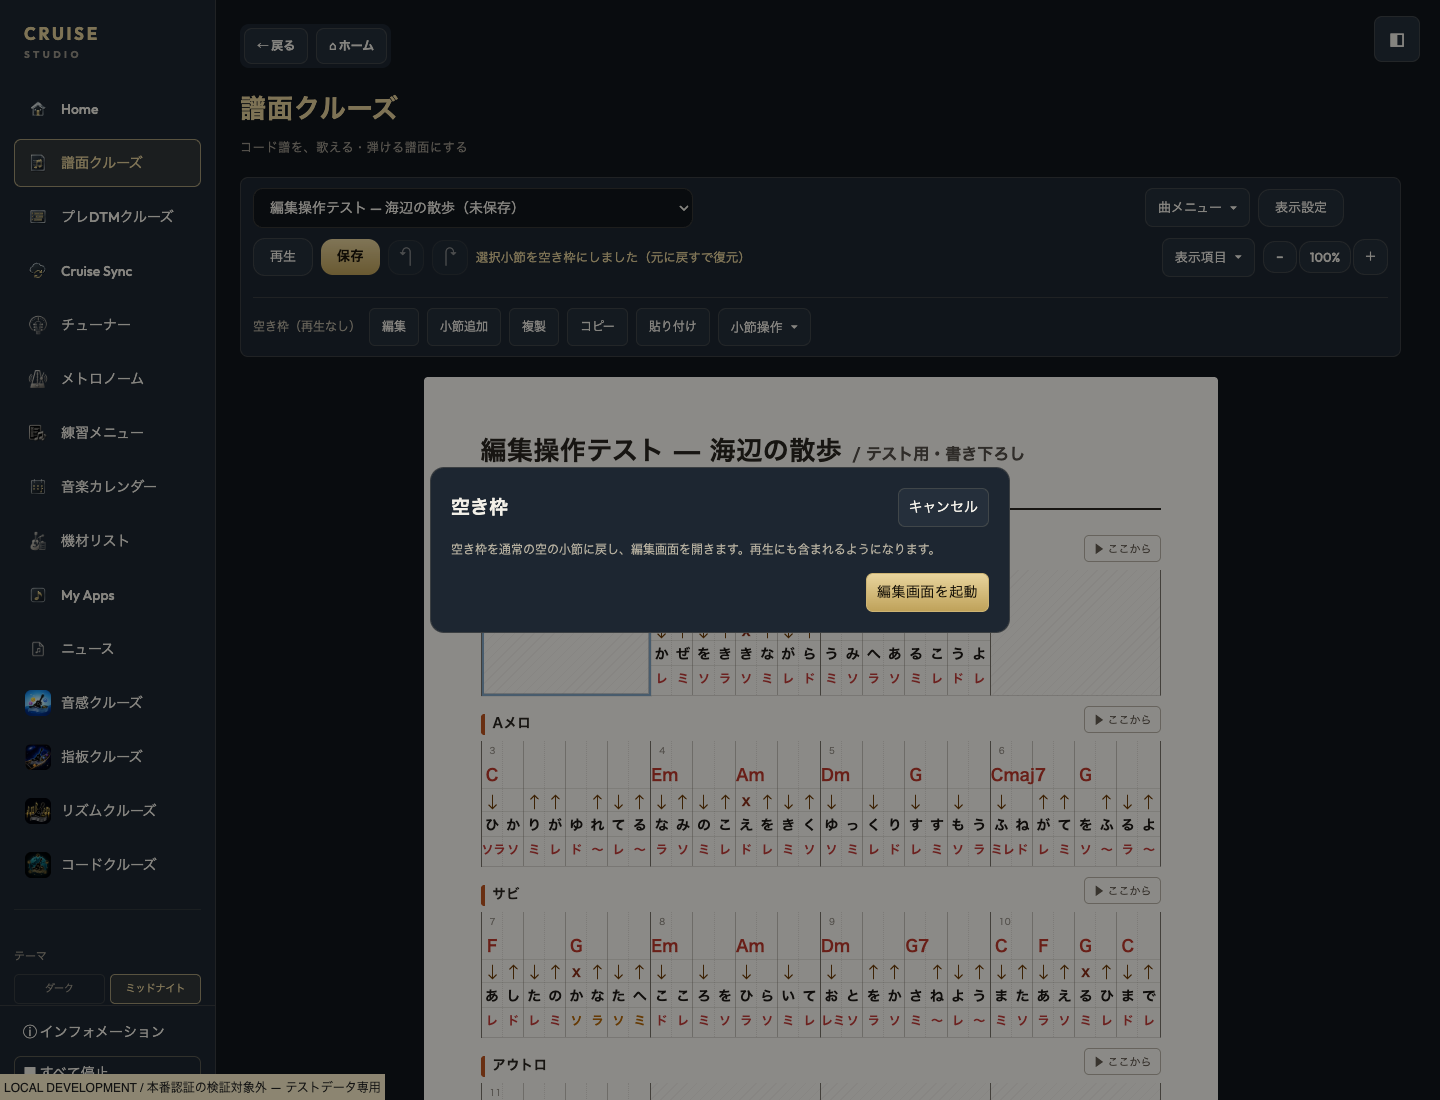 CRUISE
STUDIO
Home
譜面クルーズ
プレDTMクルーズ
Cruise Sync
チューナー
メトロノーム
練習メニュー
音楽カレンダー
機材リスト
My Apps
ニュース
音感クルーズ
指板クルーズ
リズムクルーズ
コードクルーズ
テーマ
ダーク ミッドナイト
ⓘ インフォメーション
■ すべて停止
LOCAL DEVELOPMENT / 本番認証の検証対象外 — テストデータ専用
← 戻る ⌂ ホーム
譜面クルーズ
コード譜を、歌える・弾ける譜面にする
編集操作テスト — 海辺の散歩（未保存） 曲メニュー 表示設定
再生 保存 選択小節を空き枠にしました（元に戻すで復元） 表示項目 − 100% +
空き枠（再生なし） 編集 小節追加 複製 コピー 貼り付け 小節操作
編集操作テスト — 海辺の散歩 / テスト用・書き下ろし
空き枠 キャンセル
空き枠を通常の空の小節に戻し、編集画面を開きます。再生にも含まれるようになります。
編集画面を起動
▶ ここから
か ぜ を き き な が ら う み へ あ る こ う よ
レ ミ ソ ラ ソ ミ レ ド ミ ソ ラ ソ ミ レ ド レ
Aメロ ▶ ここから
3 4 5 6
C Em Am Dm G Cmaj7 G
↓ ↑ ↑ ↑ ↓ ↑ ↓ ↑ ↓ ↑ x ↑ ↓ ↑ ↓ ↓ ↓ ↓ ↓ ↑ ↑ ↑ ↓ ↑
ひ か り が ゆ れ て る な み の こ え を き く ゆ っ く り す す も う ふ ね が て を ふ る よ
ソラ ソ ミ レ ド 〜 レ 〜 ラ ソ ミ レ ド レ ミ ソ ソ ミ レ ド レ ミ ソ ラ ミレ ド レ ミ ソ 〜 ラ 〜
サビ ▶ ここから
7 8 9 10
F G Em Am Dm G7 C F G C
↓ ↑ ↓ ↑ x ↑ ↓ ↑ ↓ ↓ ↓ ↓ ↓ ↑ ↑ ↑ ↓ ↑ ↓ ↑ ↓ ↑ x ↑ ↓ ↑
あ し た の か な た へ こ こ ろ を ひ ら い て お と を か さ ね よ う ま た あ え る ひ ま で
レ ド レ ミ ソ ラ ソ ミ ド レ ミ ソ ラ ソ ミ レ レミ ソ ラ ソ ミ 〜 レ 〜 ミ ソ ラ ソ ミ レ ド レ
アウトロ ▶ ここから
11